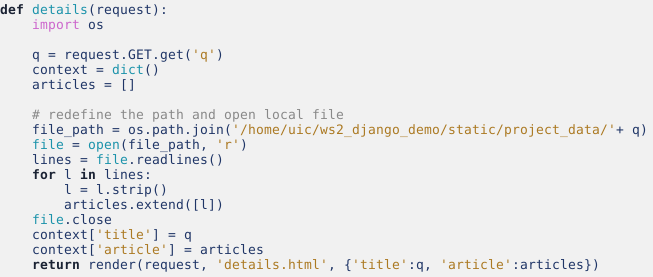 def details(request):
    import os

    q = request.GET.get('q')
    context = dict()
    articles = []

    # redefine the path and open local file
    file_path = os.path.join('/home/uic/ws2_django_demo/static/project_data/'+ q)
    file = open(file_path, 'r')
    lines = file.readlines()
    for l in lines:
        l = l.strip()
        articles.extend([l])
    file.close
    context['title'] = q
    context['article'] = articles
    return render(request, 'details.html', {'title':q, 'article':articles})